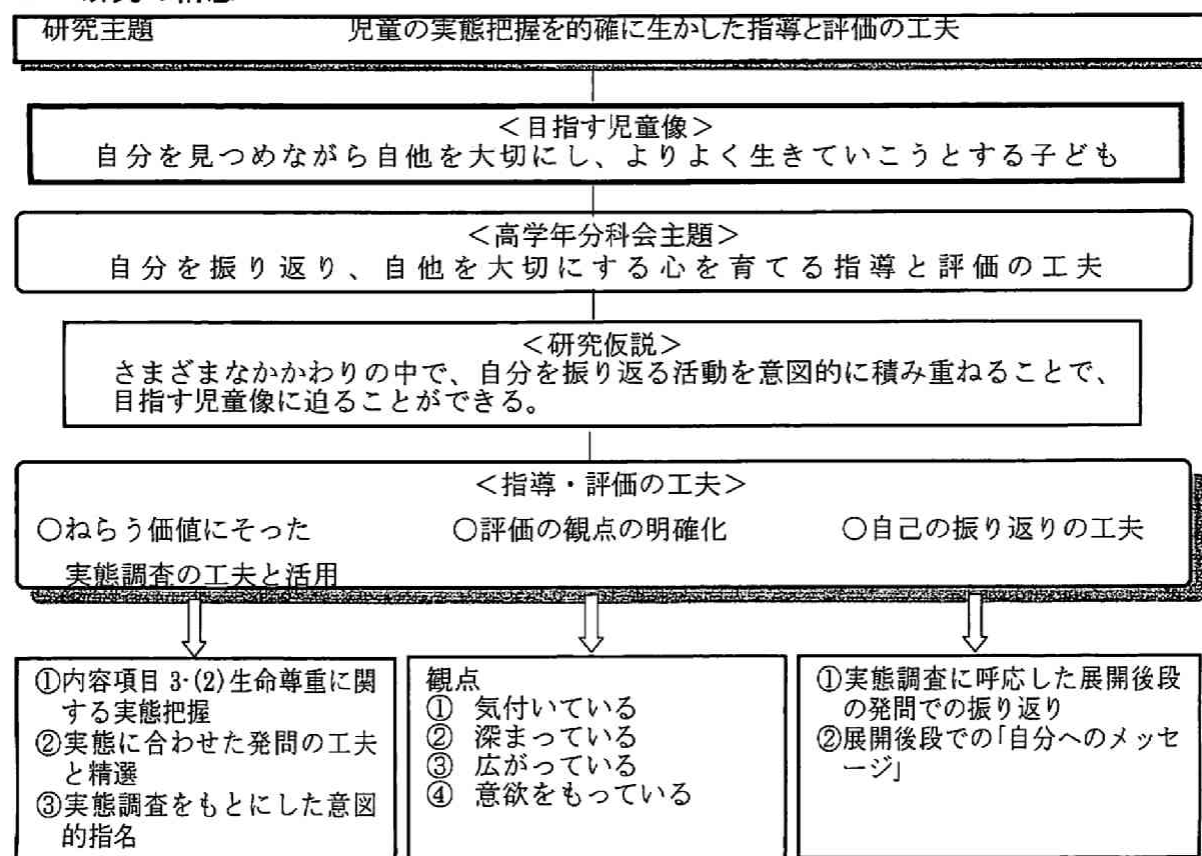 研究主題 児童の実態把握を的確に生かした指導と評価の工夫
＜目指す児童像＞
自分を見つめながら自他を大切にし、よりよく生きていこうとする子ども
＜高学年分科会主題＞
自分を振り返り、自他を大切にする心を育てる指導と評価の工夫
＜研究仮説＞
さまざまなかかわりの中で、自分を振り返る活動を意図的に積み重ねることで、
目指す児童像に迫ることができる。
＜指導・評価の工夫＞
○ねらう価値にそった
実態調査の工夫と活用
○評価の観点の明確化
○自己の振り返りの工夫
①内容項目 3-(2)生命尊重に関
する実態把握
②実態に合わせた発問の工夫
と精選
③実態調査をもとにした意図
的指名
観点
① 気付いている
② 深まっている
③ 広がっている
④ 意欲をもっている
①実態調査に呼応した展開後段
の発問での振り返り
②展開後段での「自分へのメッセ
ージ」